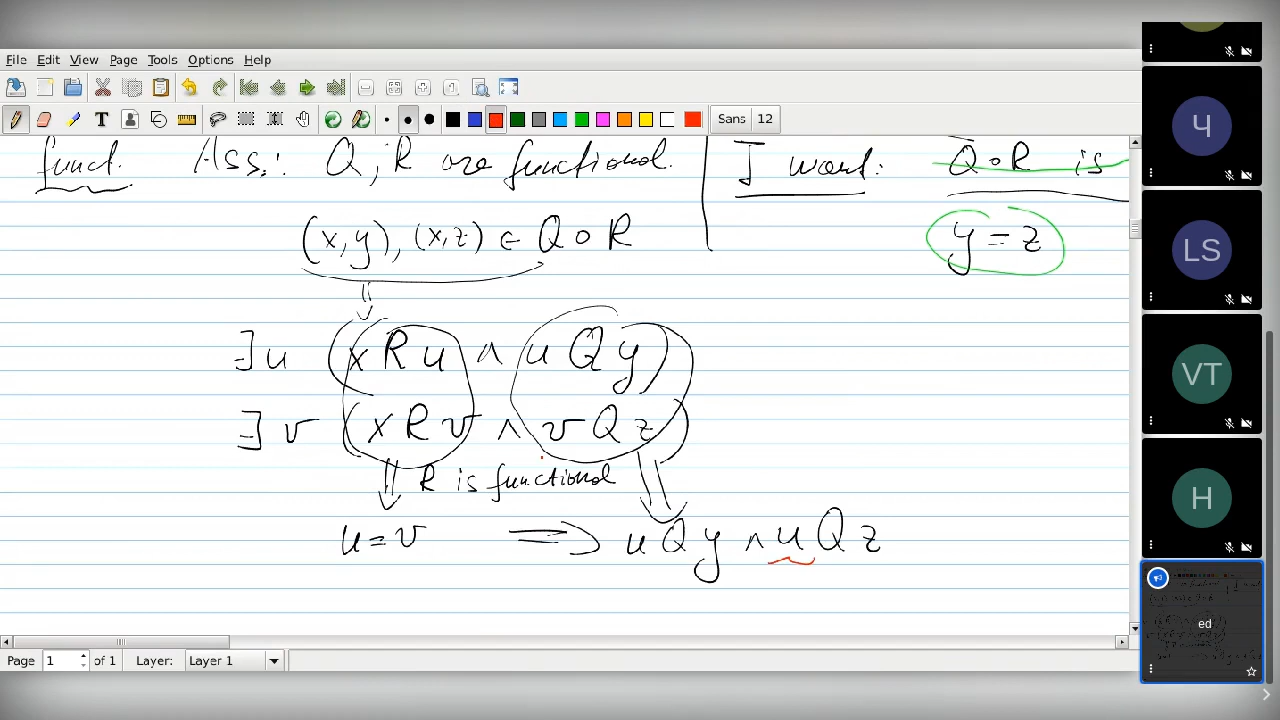 File Edit View Page Tools Options Help
Sans 12
funct. Ass.: Q, R are functional. I want: Q∘R is
(x,y), (x,z) ∈ Q∘R y = z
∃u (xRu ∧ uQy)
∃v (xRv ∧ vQz)
R is functional
u=v ⟹ uQy ∧ uQz
Page 1 of 1 Layer: Layer 1
Ч
LS
VT
H
ed